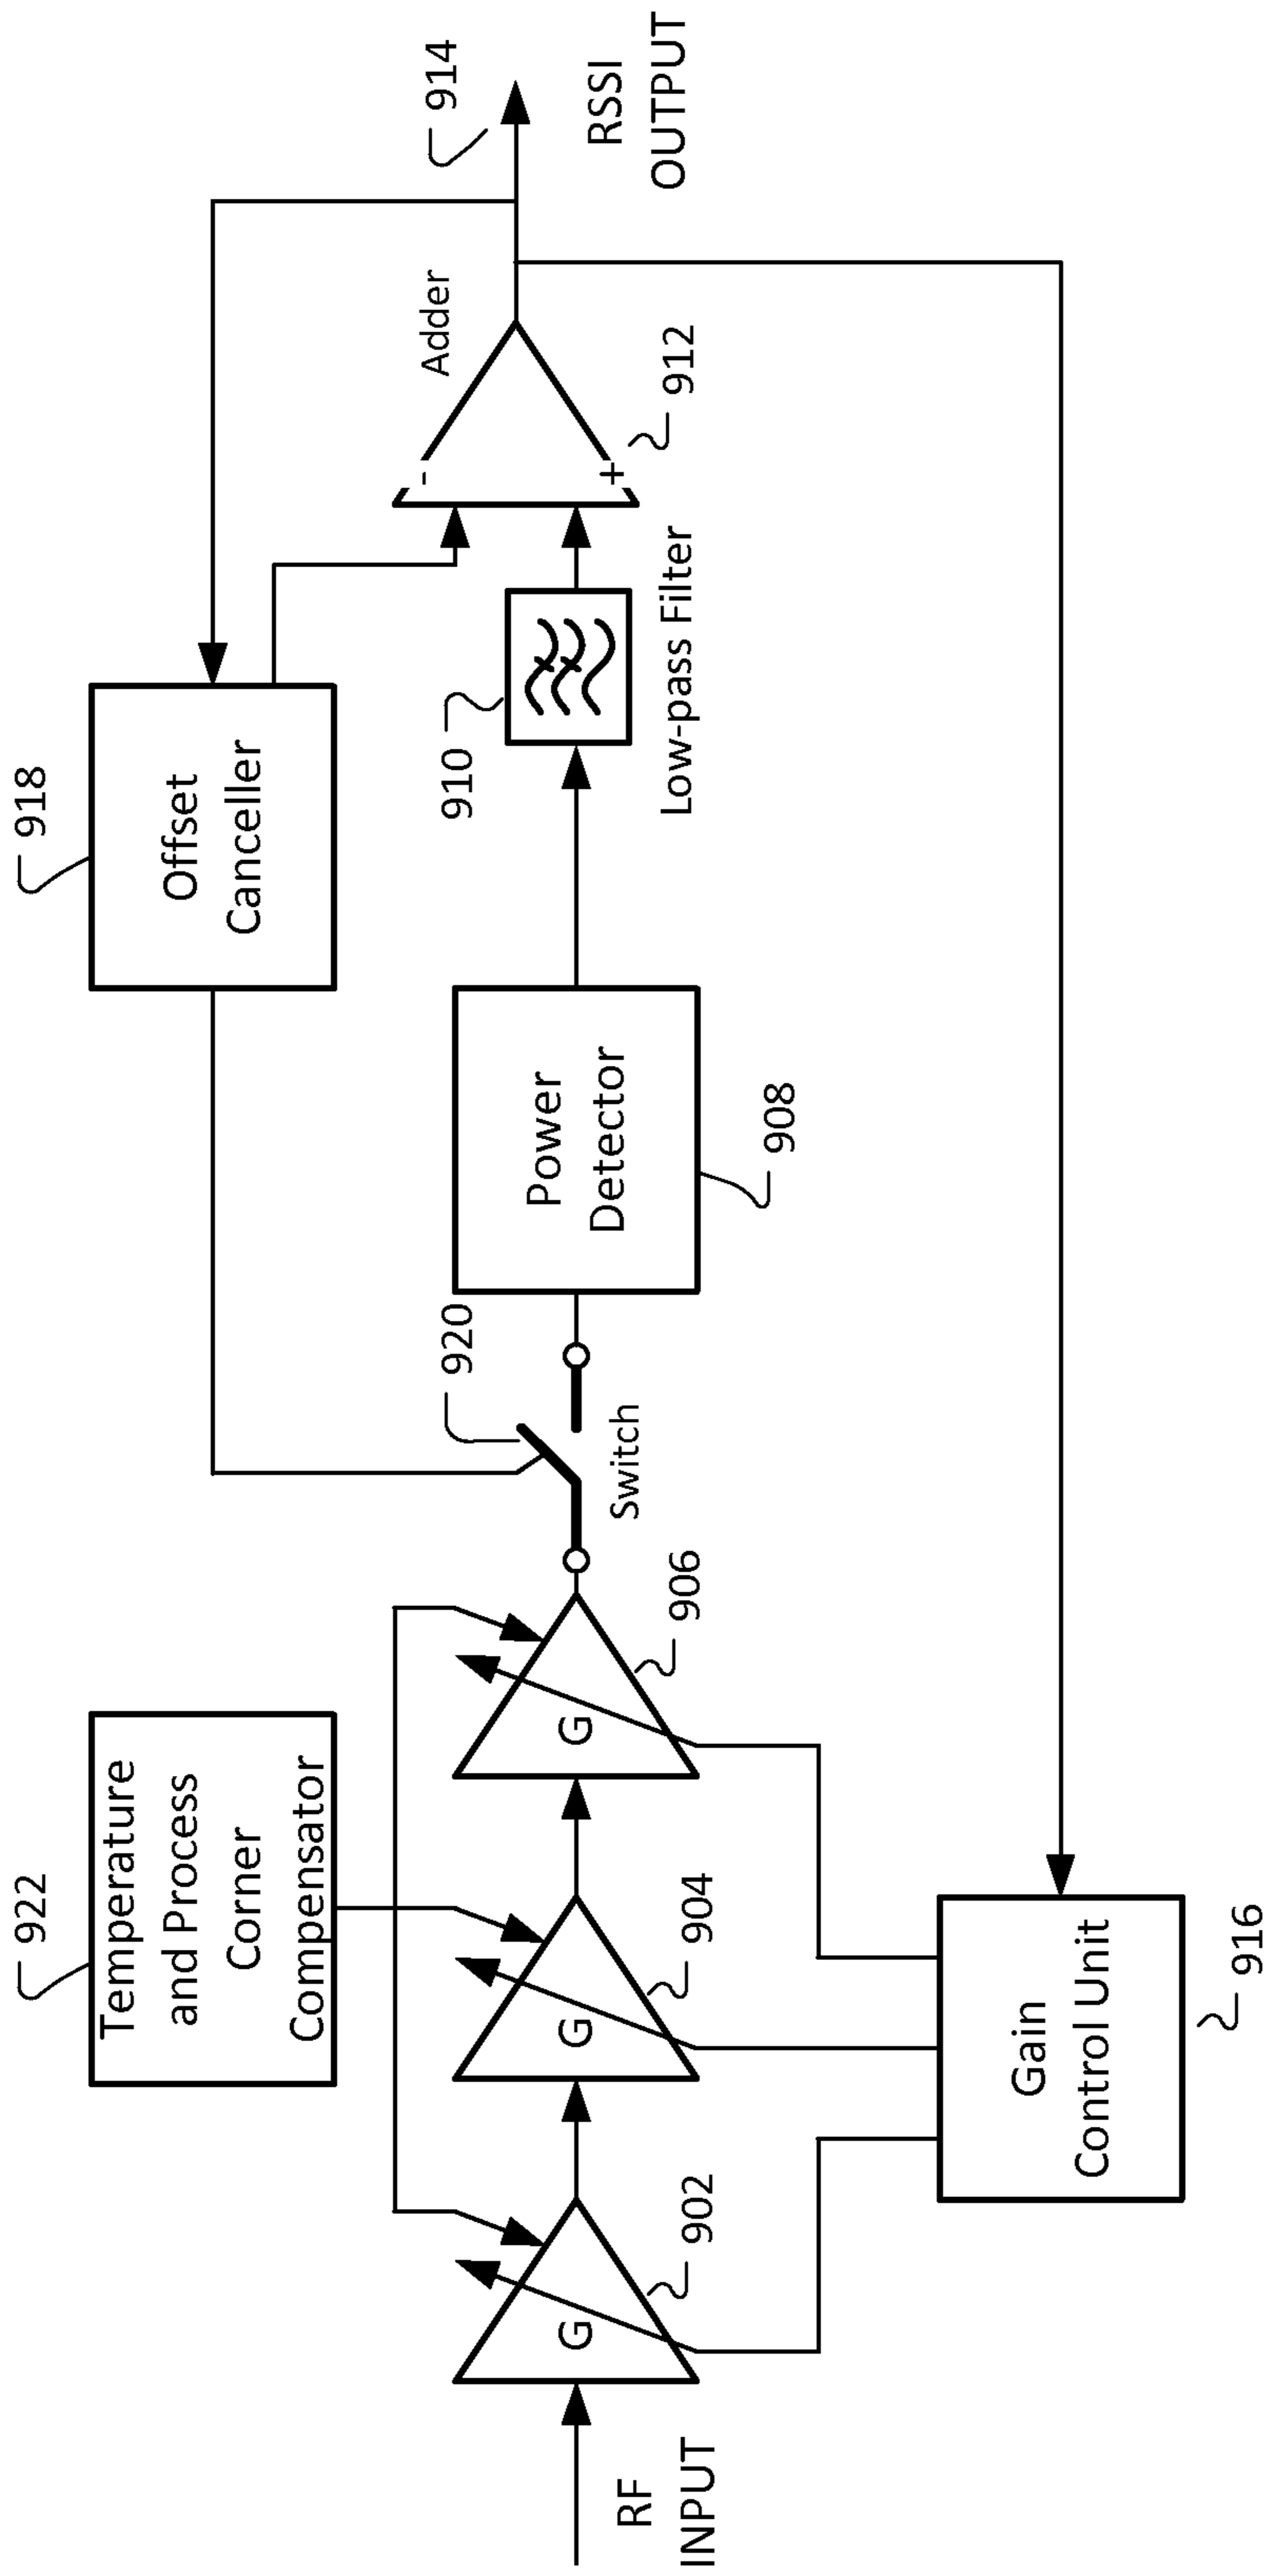 922
Temperature
and Process
Corner
Compensator
918
Offset
Canceller
914
RSSI
OUTPUT
Adder
-
+
912
910
Low-pass Filter
Power
Detector
908
920
Switch
G
906
G
904
G
902
RF
INPUT
Gain
Control Unit
916